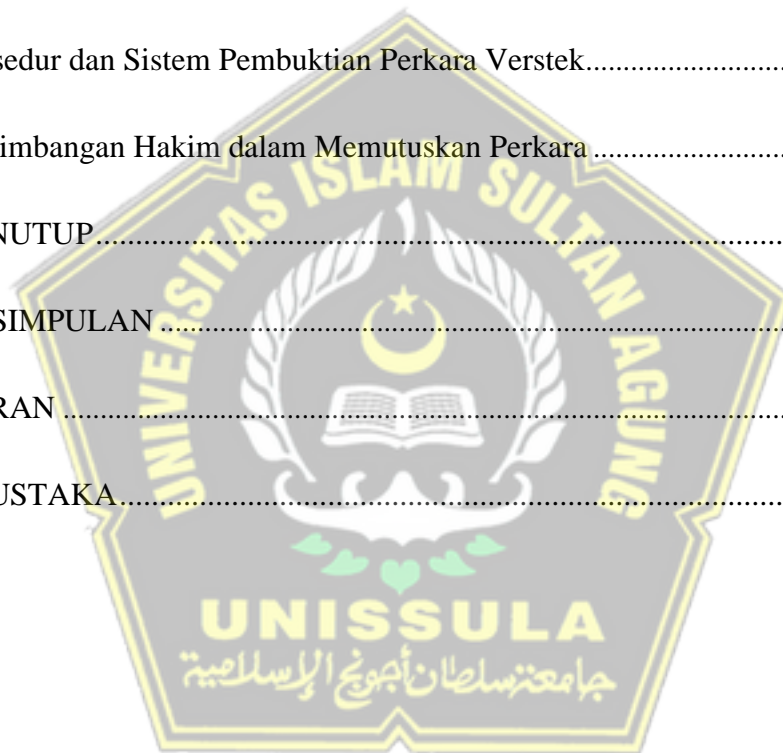 sedur dan Sistem Pembuktian Perkara Verstek..............................
imbangan Hakim dalam Memutuskan Perkara ..............................
NUTUP..............................
SIMPULAN ..............................
RAN ..............................
USTAKA..............................
UNIVERSITAS ISLAM SULTAN AGUNG
UNISSULA
جامعة سلطان أجونج الإسلامية